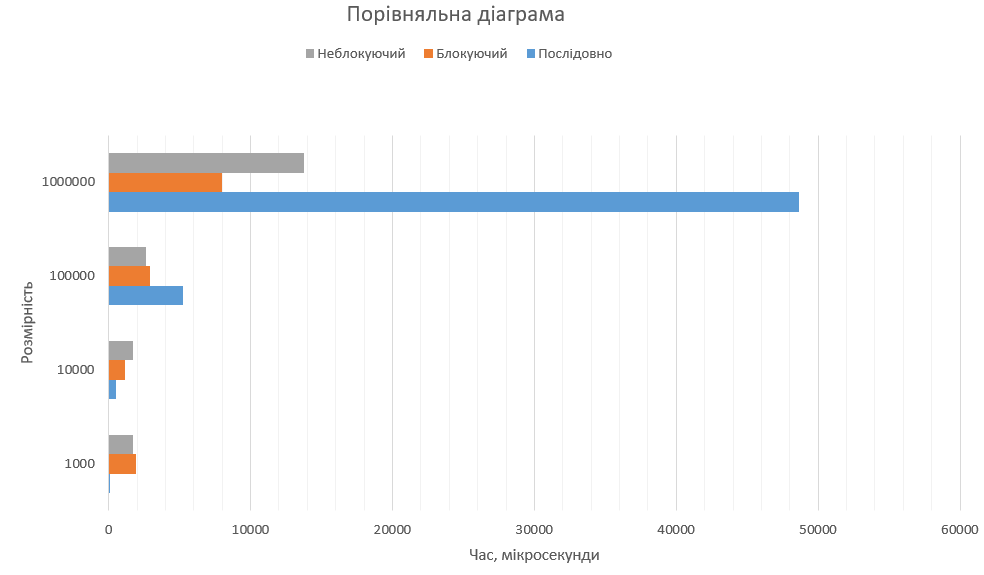 Порівняльна діаграма
Неблокуючий Блокуючий Послідовно
1000000
100000
10000
1000
Розмірність
0 10000 20000 30000 40000 50000 60000
Час, мікросекунди